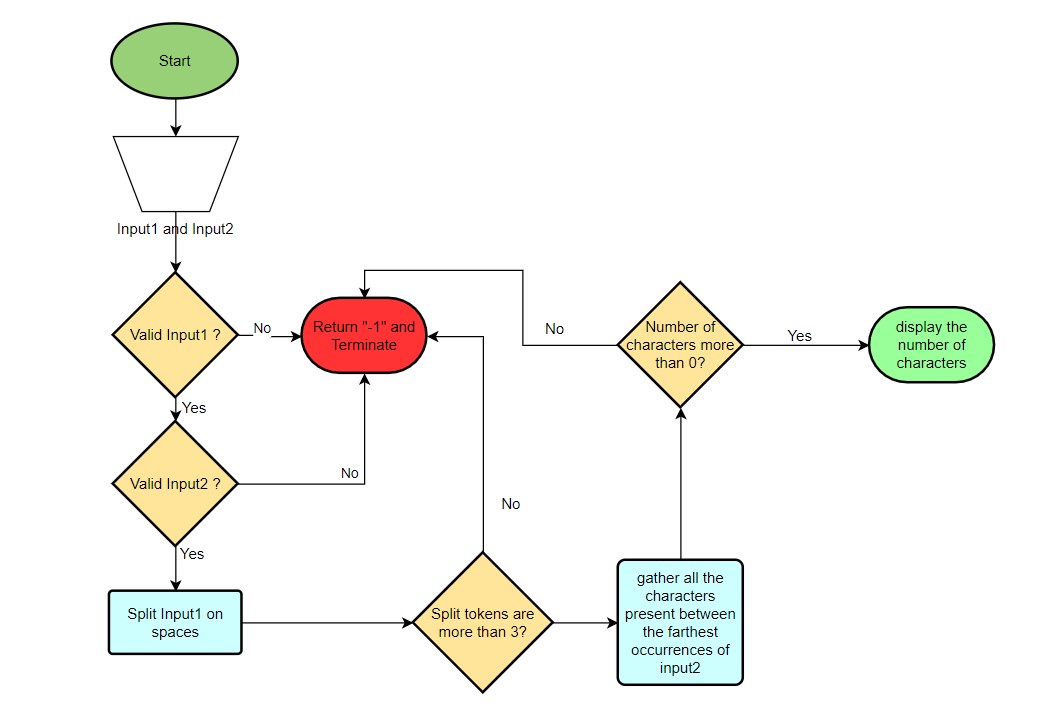 Start
Input1 and Input2
Valid Input1 ?
No
Return "-1" and
Terminate
Yes
Valid Input2 ?
No
Yes
Split Input1 on
spaces
Split tokens are
more than 3?
No
gather all the
characters
present between
the farthest
occurrences of
input2
Number of
characters more
than 0?
No
Yes
display the
number of
characters